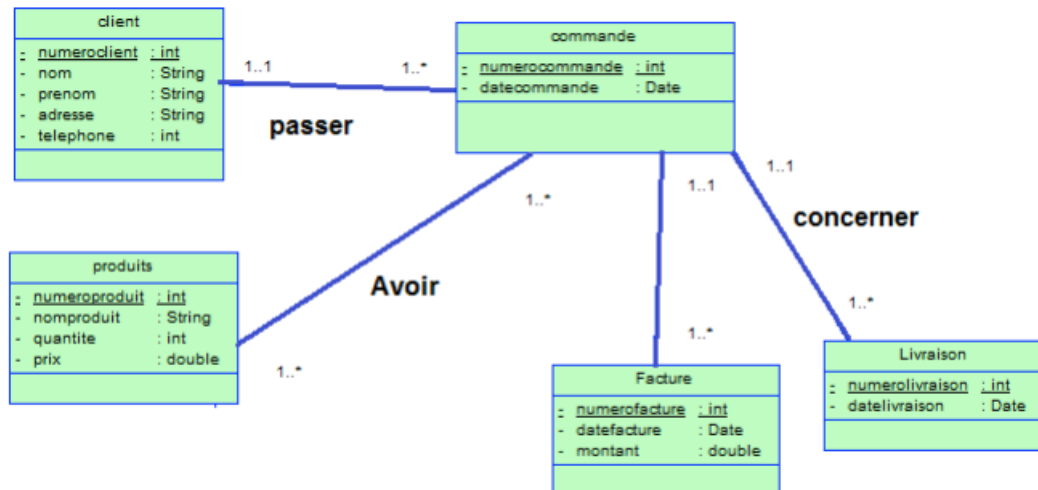 client
- numeroclient : int
- nom : String
- prenom : String
- adresse : String
- telephone : int
1..1
1..*
passer
commande
- numerocommande : int
- datecommande : Date
1..*
1..1
1..1
concerner
Avoir
produits
- numeroproduit : int
- nomproduit : String
- quantite : int
- prix : double
1..*
1..*
1..*
Facture
- numerofacture : int
- datefacture : Date
- montant : double
Livraison
- numerolivraison : int
- datelivraison : Date